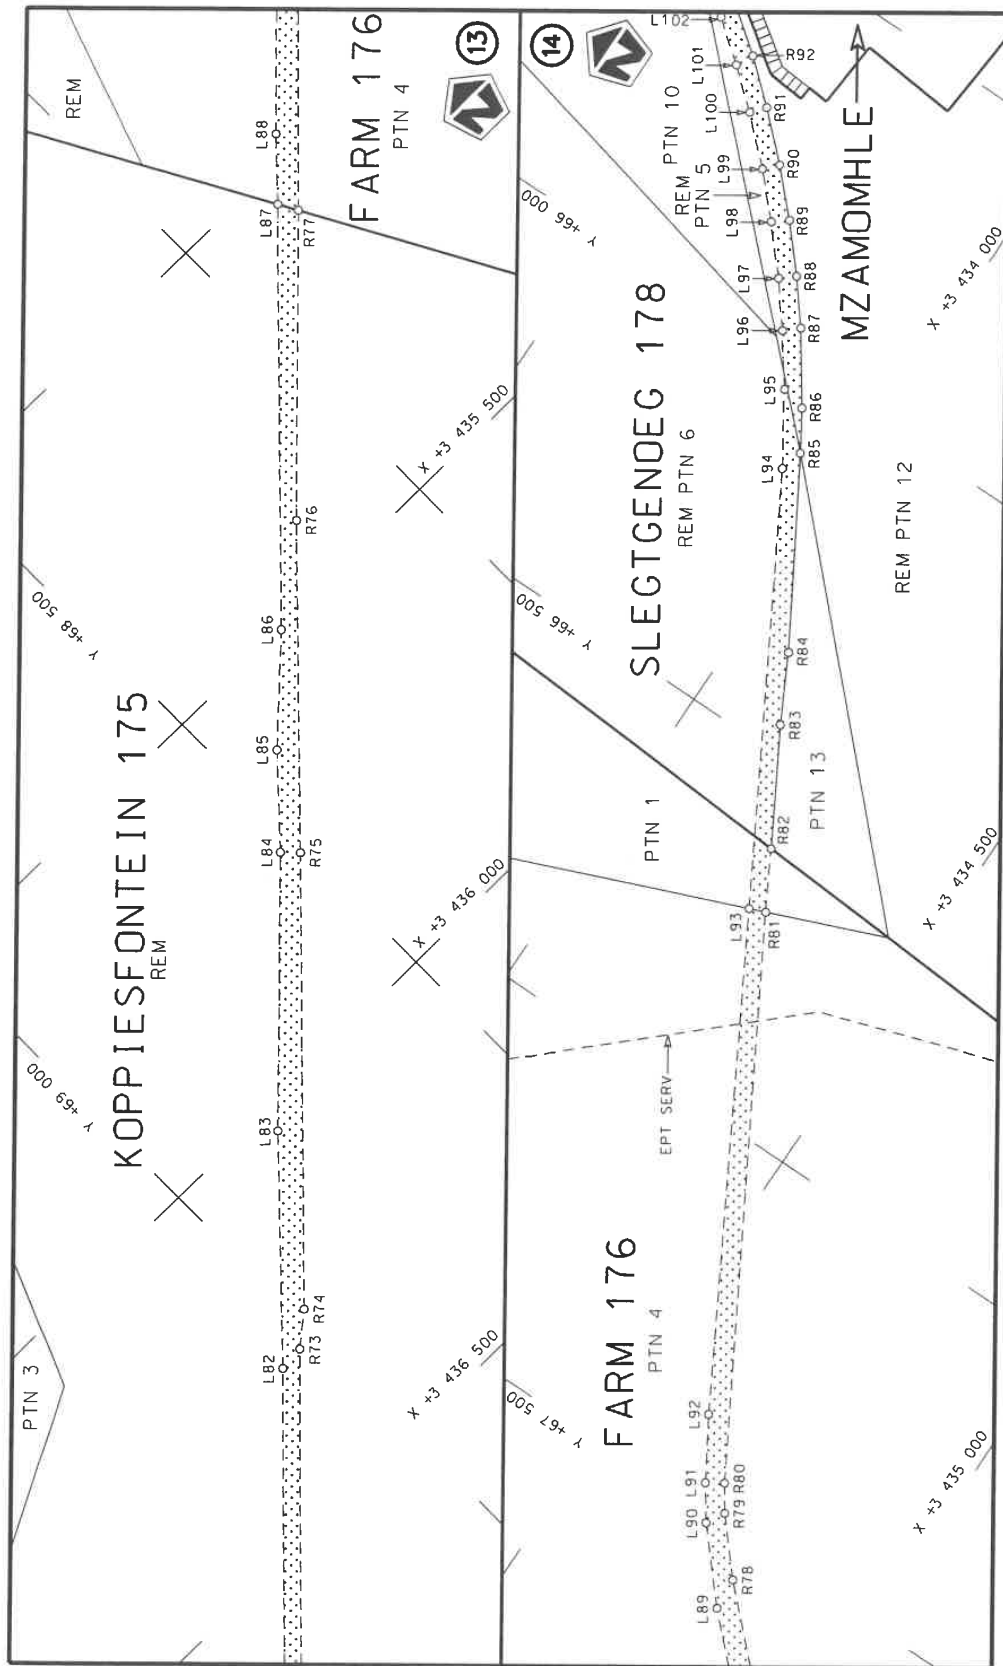 PTN 3
KOPPIESFONTEIN 175
REM
REM
FARM 176
PTN 4
13
Y +69 000
Y +68 500
X +3 436 500
X +3 436 000
X +3 435 500
L82
L83
L84
L85
L86
L87
L88
R73
R74
R75
R76
R77
14
FARM 176
PTN 4
EPT SERV
PTN 1
PTN 13
SLEGTGENOEG 178
REM PTN 6
REM PTN 10
PTN 5
REM PTN 12
MZAMOMHLE
Y +67 500
Y +66 500
Y +66 000
X +3 435 000
X +3 434 500
X +3 434 000
L89
L90
L91
L92
L93
L94
L95
L96
L97
L98
L99
L100
L101
L102
R78
R79
R80
R81
R82
R83
R84
R85
R86
R87
R88
R89
R90
R91
R92